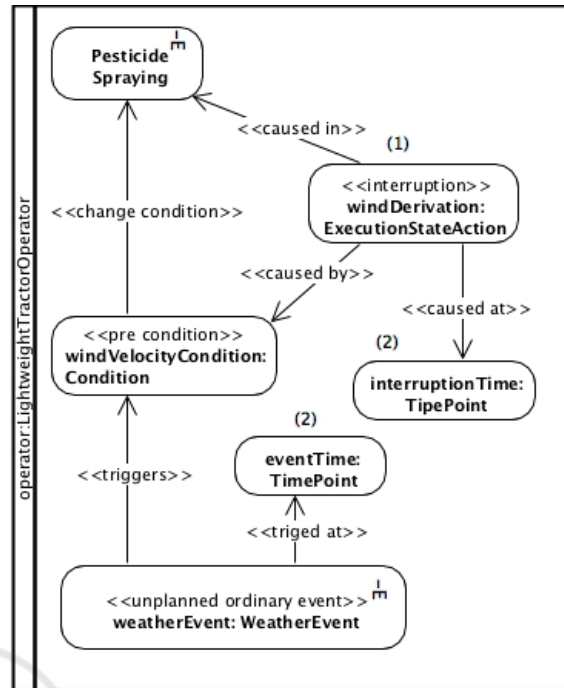 operator:LightweightTractorOperator
Pesticide
Spraying
<<caused in>>
(1)
<<change condition>>
<<interruption>>
windDerivation:
ExecutionStateAction
<<caused by>>
<<caused at>>
<<pre condition>>
windVelocityCondition:
Condition
(2)
interruptionTime:
TipePoint
(2)
eventTime:
TimePoint
<<triggers>>
<<triged at>>
<<unplanned ordinary event>>
weatherEvent: WeatherEvent